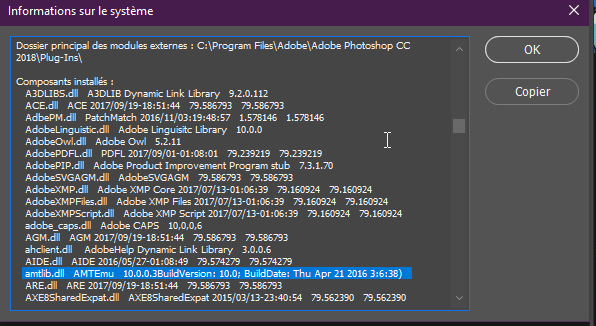 Informations sur le système
Dossier principal des modules externes : C:\Program Files\Adobe\Adobe Photoshop CC
2018\Plug-Ins\
Composants installés :
A3DLIBS.dll A3DLIB Dynamic Link Library 9.2.0.112
ACE.dll ACE 2017/09/19-18:51:44 79.586793 79.586793
AdbePM.dll PatchMatch 2016/11/03:19:48:57 1.578146 1.578146
AdobeLinguistic.dll Adobe Linguisitc Library 10.0.0
AdobeOwl.dll Adobe Owl 5.2.11
AdobePDFL.dll PDFL 2017/09/01-01:08:01 79.239219 79.239219
AdobePIP.dll Adobe Product Improvement Program stub 7.3.1.70
AdobeSVGAGM.dll AdobeSVGAGM 79.586793 79.586793
AdobeXMP.dll Adobe XMP Core 2017/07/13-01:06:39 79.160924 79.160924
AdobeXMPFiles.dll Adobe XMP Files 2017/07/13-01:06:39 79.160924 79.160924
AdobeXMPScript.dll Adobe XMP Script 2017/07/13-01:06:39 79.160924 79.160924
adobe_caps.dll Adobe CAPS 10,0,0,6
AGM.dll AGM 2017/09/19-18:51:44 79.586793 79.586793
ahclient.dll AdobeHelp Dynamic Link Library 3.0.0.6
AIDE.dll AIDE 2016/05/27-01:08:49 79.574279 79.574279
amtlib.dll AMTEmu 10.0.0.3BuildVersion: 10.0; BuildDate: Thu Apr 21 2016 3:6:38)
ARE.dll ARE 2017/09/19-18:51:44 79.586793 79.586793
AXE8SharedExpat.dll AXE8SharedExpat 2015/03/13-23:40:54 79.562390 79.562390
OK
Copier